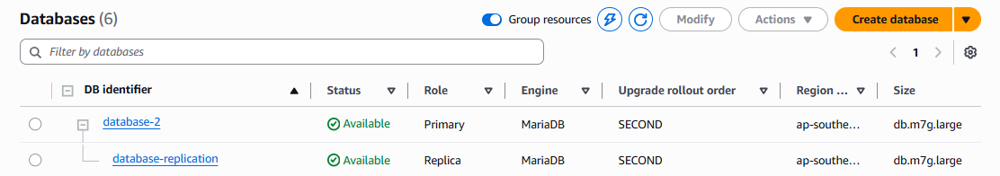 Databases (6)
Group resources
Modify
Actions
Create database
Filter by databases
1
DB identifier Status Role Engine Upgrade rollout order Region ... Size
database-2 Available Primary MariaDB SECOND ap-southe... db.m7g.large
database-replication Available Replica MariaDB SECOND ap-southe... db.m7g.large